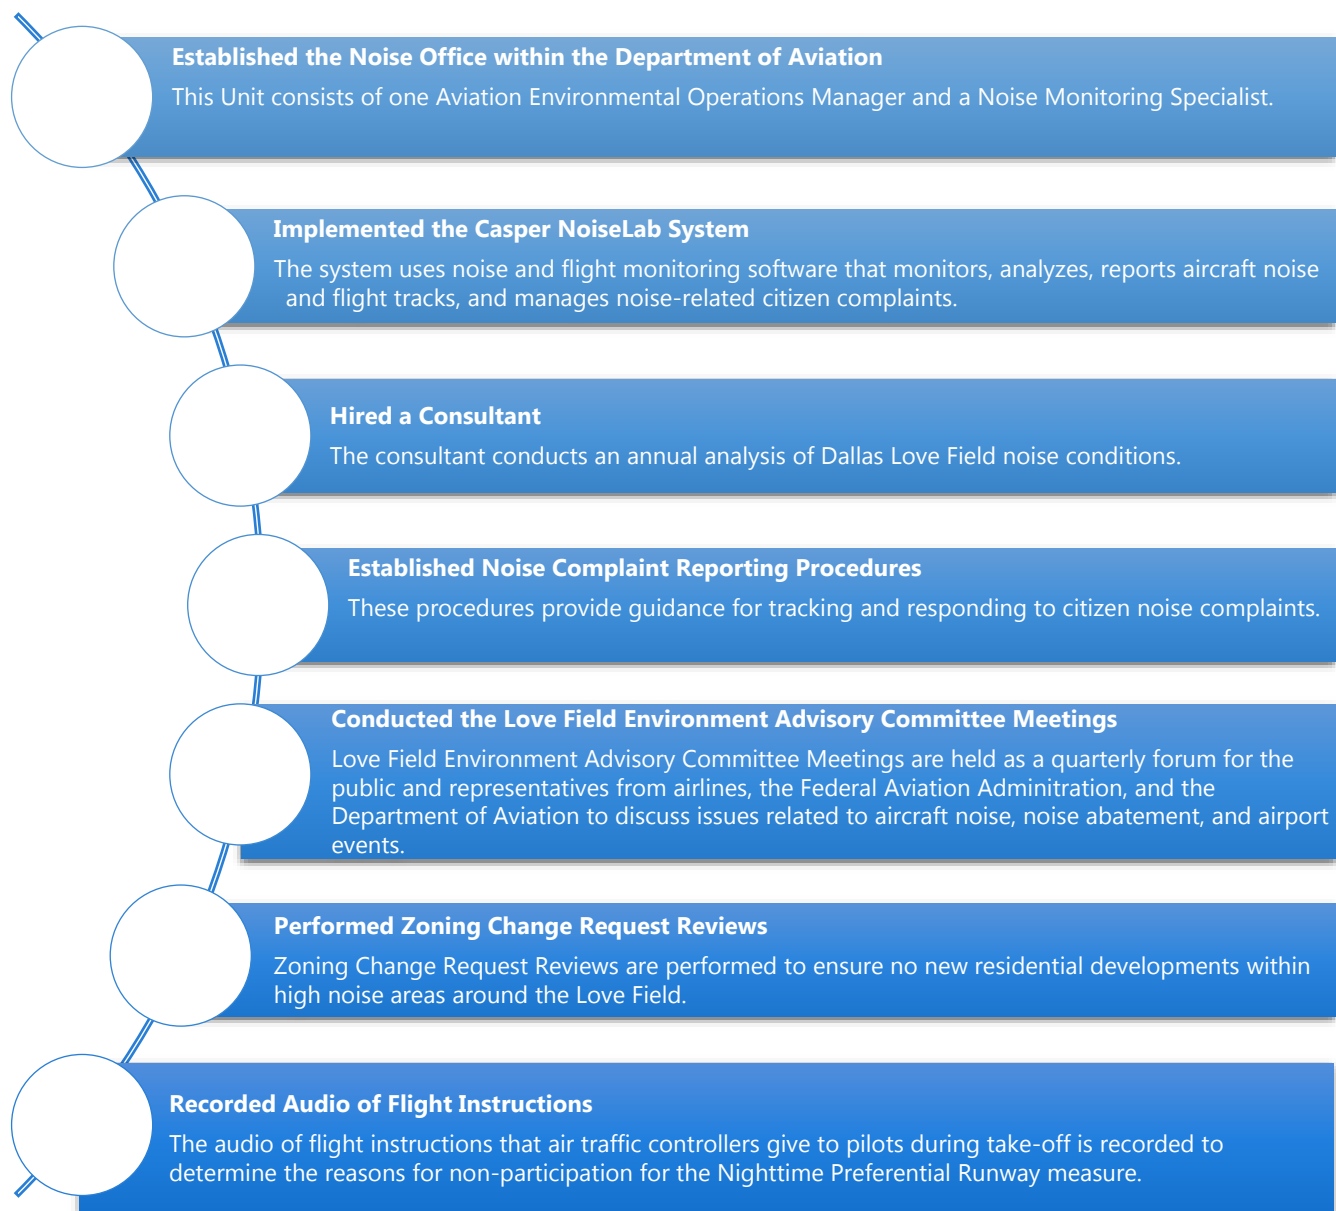 Established the Noise Office within the Department of Aviation
This Unit consists of one Aviation Environmental Operations Manager and a Noise Monitoring Specialist.
Implemented the Casper NoiseLab System
The system uses noise and flight monitoring software that monitors, analyzes, reports aircraft noise
and flight tracks, and manages noise-related citizen complaints.
Hired a Consultant
The consultant conducts an annual analysis of Dallas Love Field noise conditions.
Established Noise Complaint Reporting Procedures
These procedures provide guidance for tracking and responding to citizen noise complaints.
Conducted the Love Field Environment Advisory Committee Meetings
Love Field Environment Advisory Committee Meetings are held as a quarterly forum for the
public and representatives from airlines, the Federal Aviation Adminitration, and the
Department of Aviation to discuss issues related to aircraft noise, noise abatement, and airport
events.
Performed Zoning Change Request Reviews
Zoning Change Request Reviews are performed to ensure no new residential developments within
high noise areas around the Love Field.
Recorded Audio of Flight Instructions
The audio of flight instructions that air traffic controllers give to pilots during take-off is recorded to
determine the reasons for non-participation for the Nighttime Preferential Runway measure.